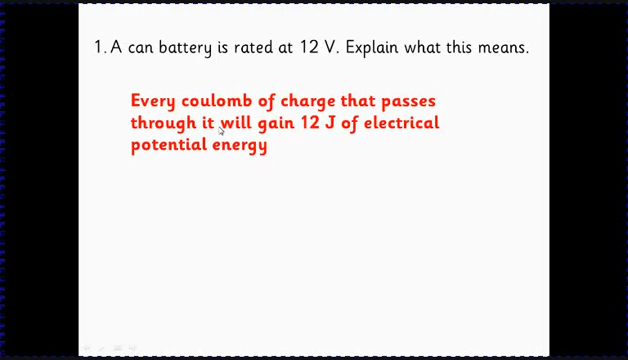 1. A can battery is rated at 12 V. Explain what this means.
Every coulomb of charge that passes
through it will gain 12 J of electrical
potential energy